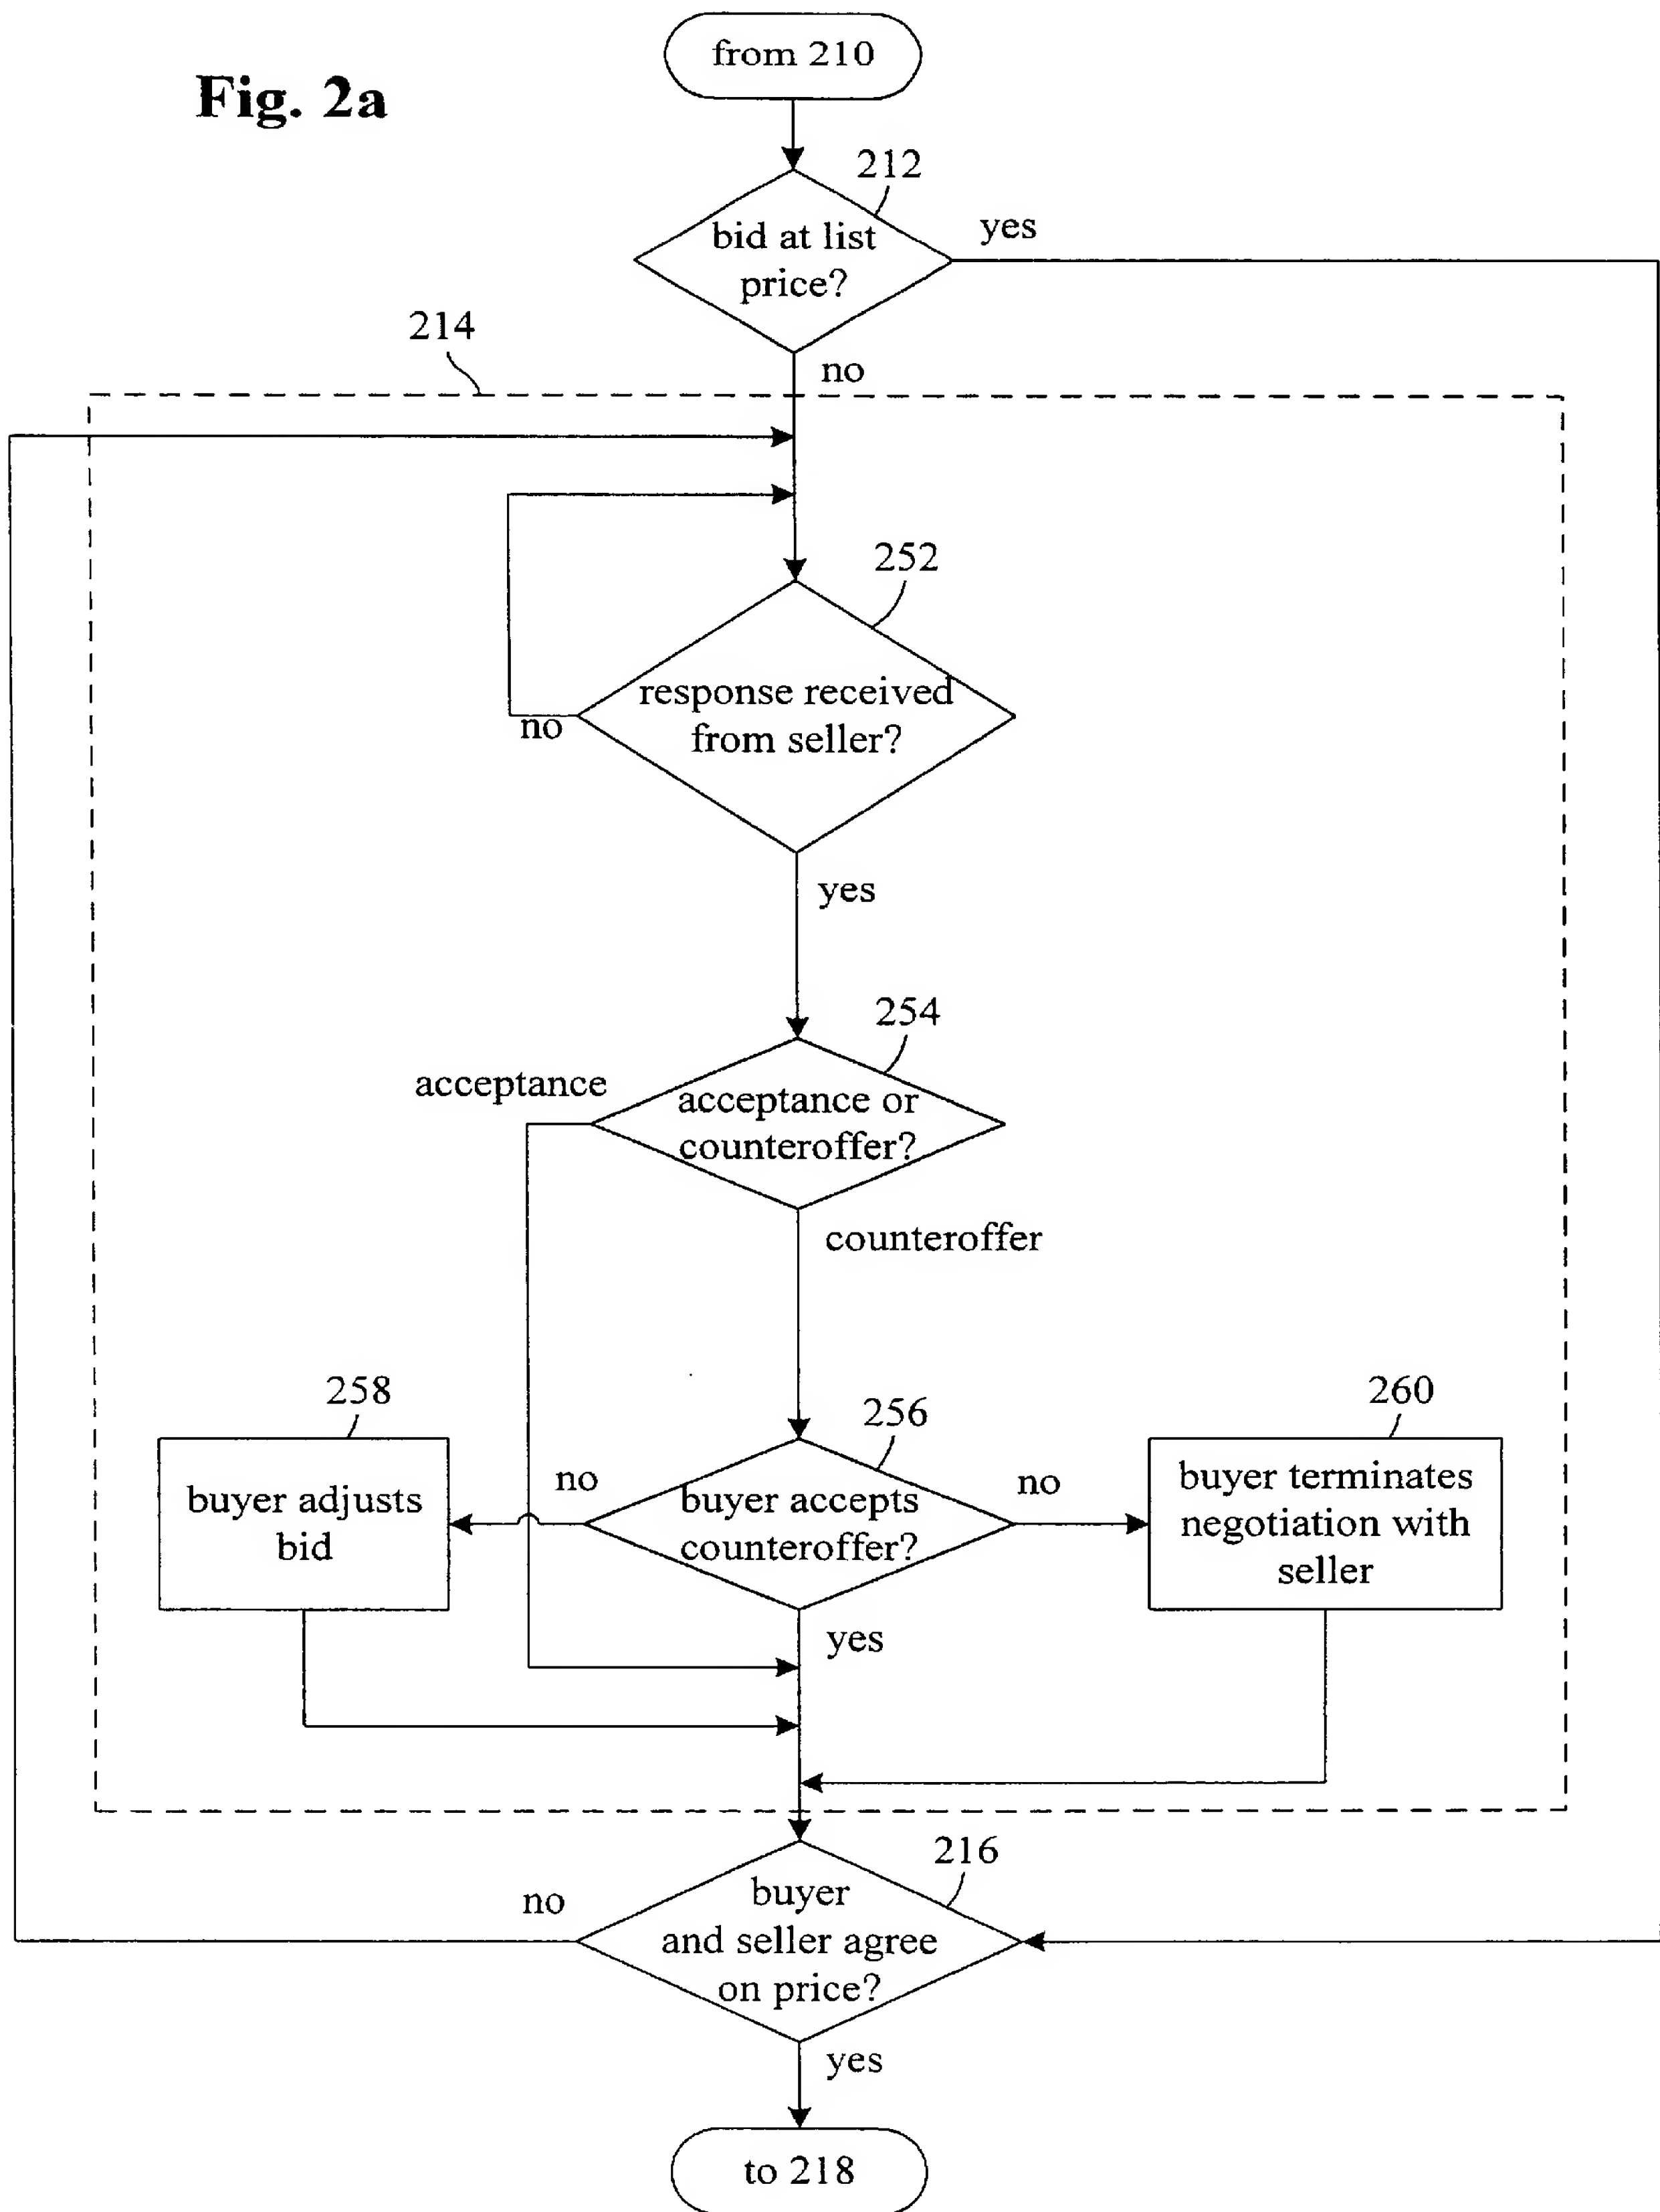 from 210
Fig. 2a
212
bid at list
price?
yes
214
no
252
response received
from seller?
no
yes
254
acceptance
acceptance or
counteroffer?
counteroffer
258
256
260
buyer adjusts
bid
no
buyer accepts
counteroffer?
no
buyer terminates
negotiation with
seller
yes
216
no
buyer
and seller agree
on price?
yes
to 218